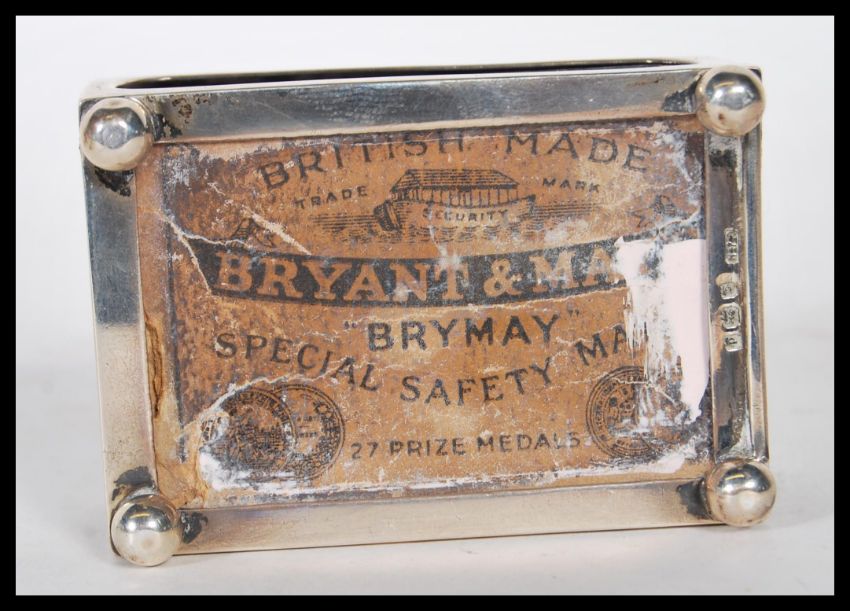 BRITISH MADE
TRADE MARK
SECURITY
BRYANT & MA
"BRYMAY"
SPECIAL SAFETY MA
27 PRIZE MEDALS